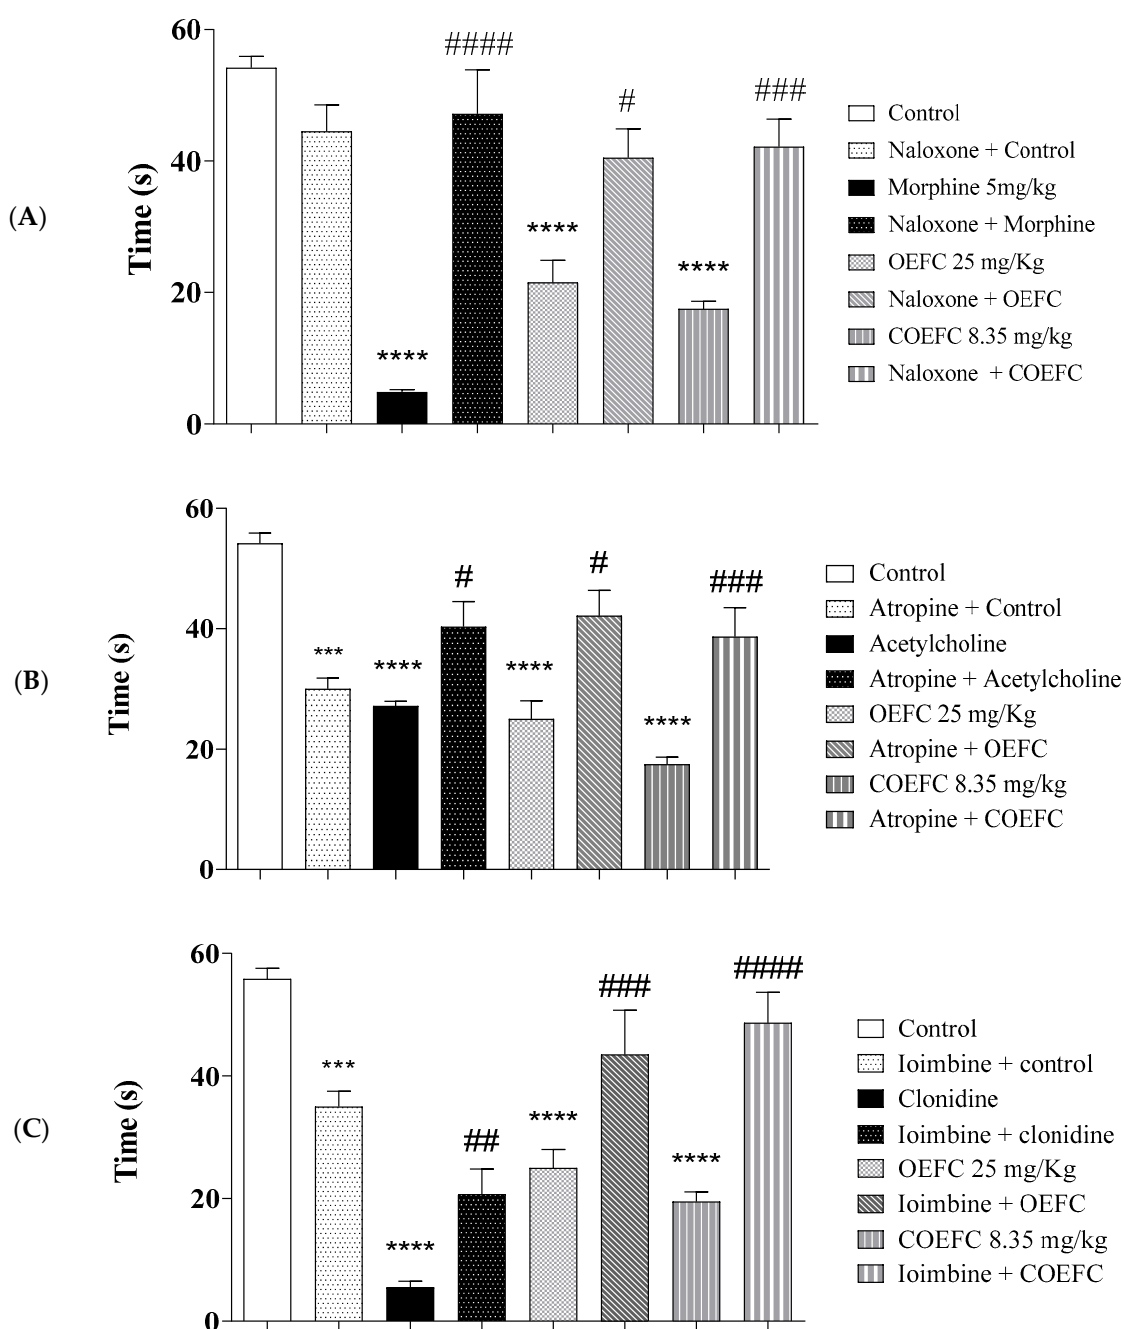 (A)
Time (s)
60
40
20
0
####
#
###
****
****
****
Control
Naloxone + Control
Morphine 5mg/kg
Naloxone + Morphine
OEFC 25 mg/Kg
Naloxone + OEFC
COEFC 8.35 mg/kg
Naloxone + COEFC
(B)
Time (s)
60
40
20
0
***
****
#
****
#
****
###
Control
Atropine + Control
Acetylcholine
Atropine + Acetylcholine
OEFC 25 mg/Kg
Atropine + OEFC
COEFC 8.35 mg/kg
Atropine + COEFC
(C)
Time (s)
60
40
20
0
***
****
##
****
###
****
####
Control
Ioimbine + control
Clonidine
Ioimbine + clonidine
OEFC 25 mg/Kg
Ioimbine + OEFC
COEFC 8.35 mg/kg
Ioimbine + COEFC